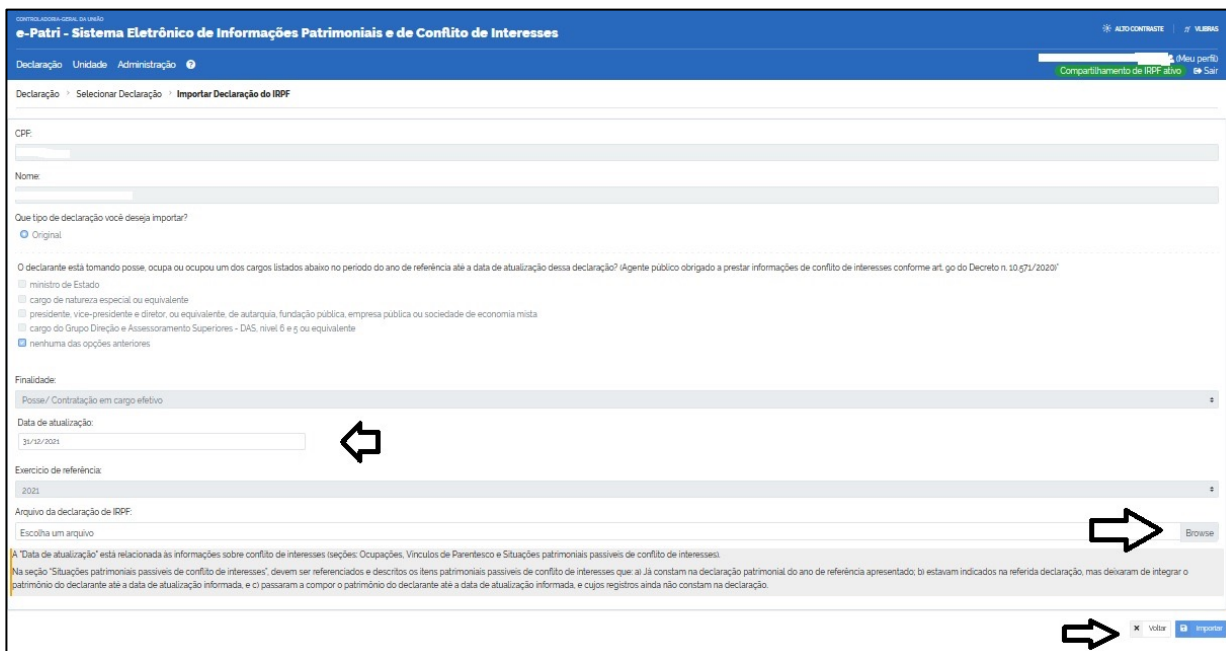 CONTROLADORIA-GERAL DA UNIÃO
e-Patri - Sistema Eletrônico de Informações Patrimoniais e de Conflito de Interesses
ALTO CONTRASTE | VLIBRAS
Declaração Unidade Administração ?
(Meu perfil)
Compartilhamento de IRPF ativo Sair
Declaração > Selecionar Declaração > Importar Declaração do IRPF
CPF:
Nome:
Que tipo de declaração você deseja importar?
Original
O declarante está tomando posse, ocupa ou ocupou um dos cargos listados abaixo no período do ano de referência até a data de atualização dessa declaração? (Agente público obrigado a prestar informações de conflito de interesses conforme art. 9o do Decreto n. 10.571/2020)*
ministro de Estado
cargo de natureza especial ou equivalente
presidente, vice-presidente e diretor, ou equivalente, de autarquia, fundação pública, empresa pública ou sociedade de economia mista
cargo do Grupo Direção e Assessoramento Superiores - DAS, nível 6 e 5 ou equivalente
nenhuma das opções anteriores
Finalidade:
Posse/ Contratação em cargo efetivo
Data de atualização:
31/12/2021
Exercício de referência:
2021
Arquivo da declaração de IRPF:
Escolha um arquivo Browse
A "Data de atualização" está relacionada às informações sobre conflito de interesses (seções: Ocupações, Vínculos de Parentesco e Situações patrimoniais passíveis de conflito de interesses).
Na seção "Situações patrimoniais passíveis de conflito de interesses", devem ser referenciados e descritos os itens patrimoniais passíveis de conflito de interesses que: a) Já constam na declaração patrimonial do ano de referência apresentado; b) estavam indicados na referida declaração, mas deixaram de integrar o
patrimônio do declarante até a data de atualização informada, e c) passaram a compor o patrimônio do declarante até a data de atualização informada, e cujos registros ainda não constam na declaração.
Voltar Importar